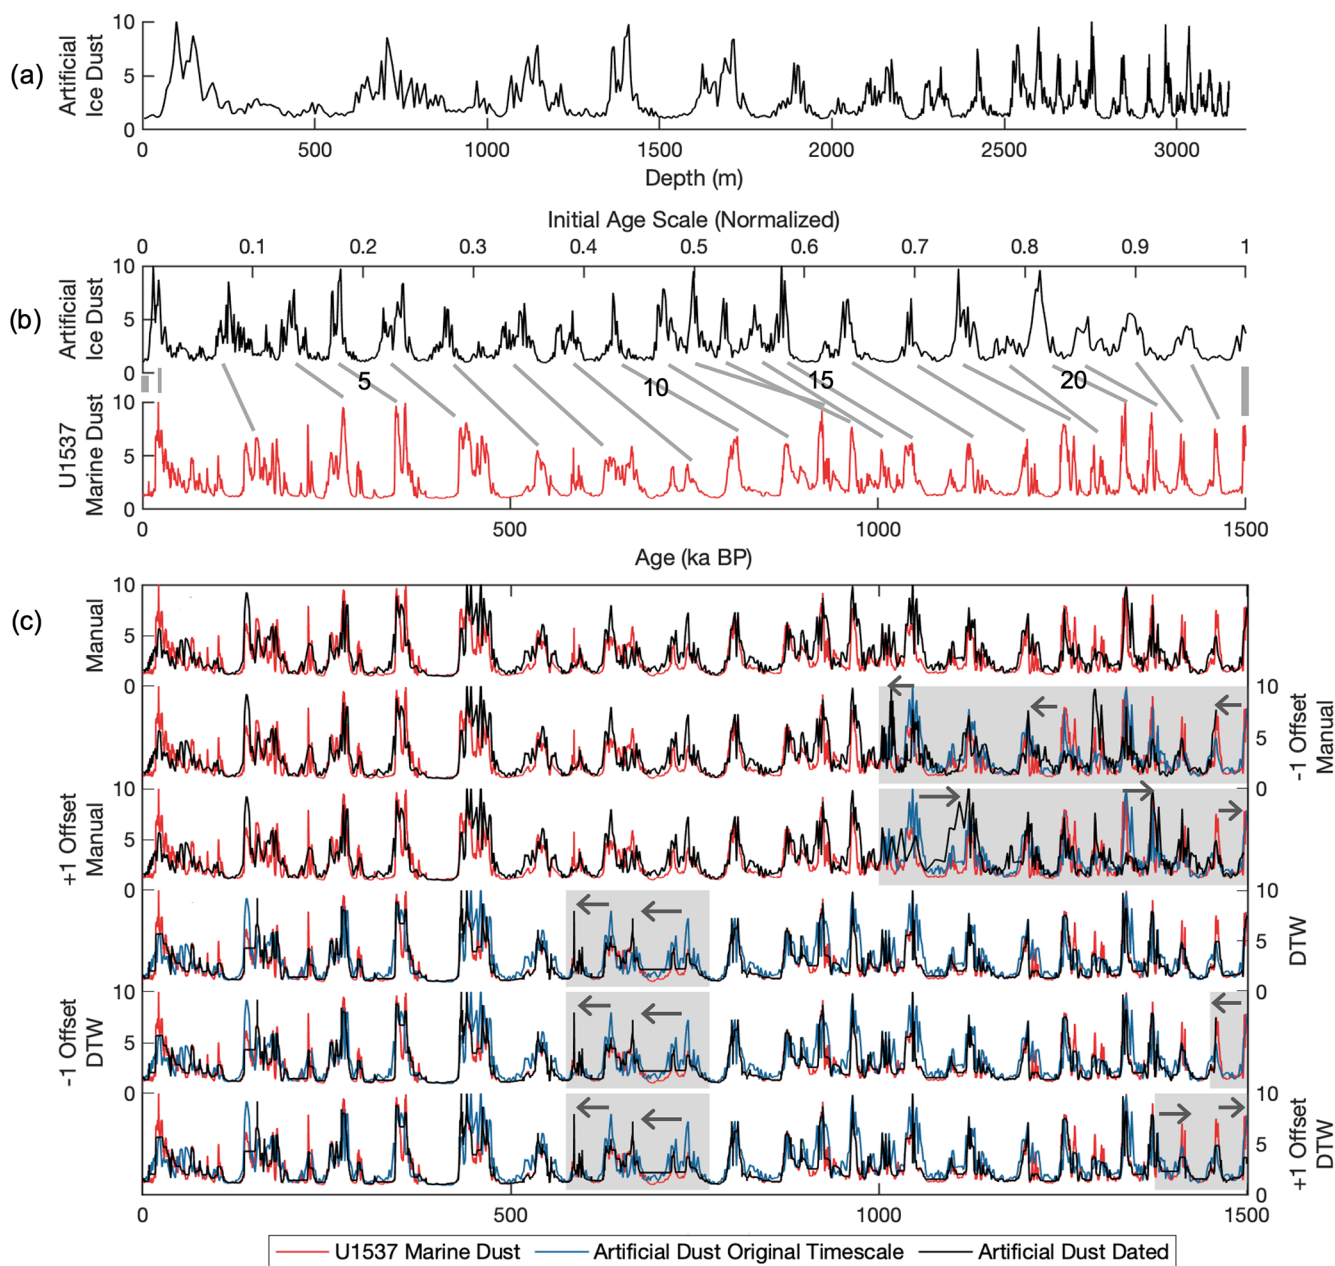 (a)
Artificial
Ice Dust
10
5
0
0 500 1000 1500 2000 2500 3000
Depth (m)
Initial Age Scale (Normalized)
0 0.1 0.2 0.3 0.4 0.5 0.6 0.7 0.8 0.9 1
(b)
Artificial
Ice Dust
10
5
0
5 10 15 20
U1537
Marine Dust
10
5
0
0 500 1000 1500
Age (ka BP)
(c)
Manual
10
5
0
-1 Offset
Manual
10
5
0
+1 Offset
Manual
10
5
0
DTW
10
5
0
-1 Offset
DTW
10
5
0
+1 Offset
DTW
10
5
0
0 500 1000 1500
U1537 Marine Dust Artificial Dust Original Timescale Artificial Dust Dated